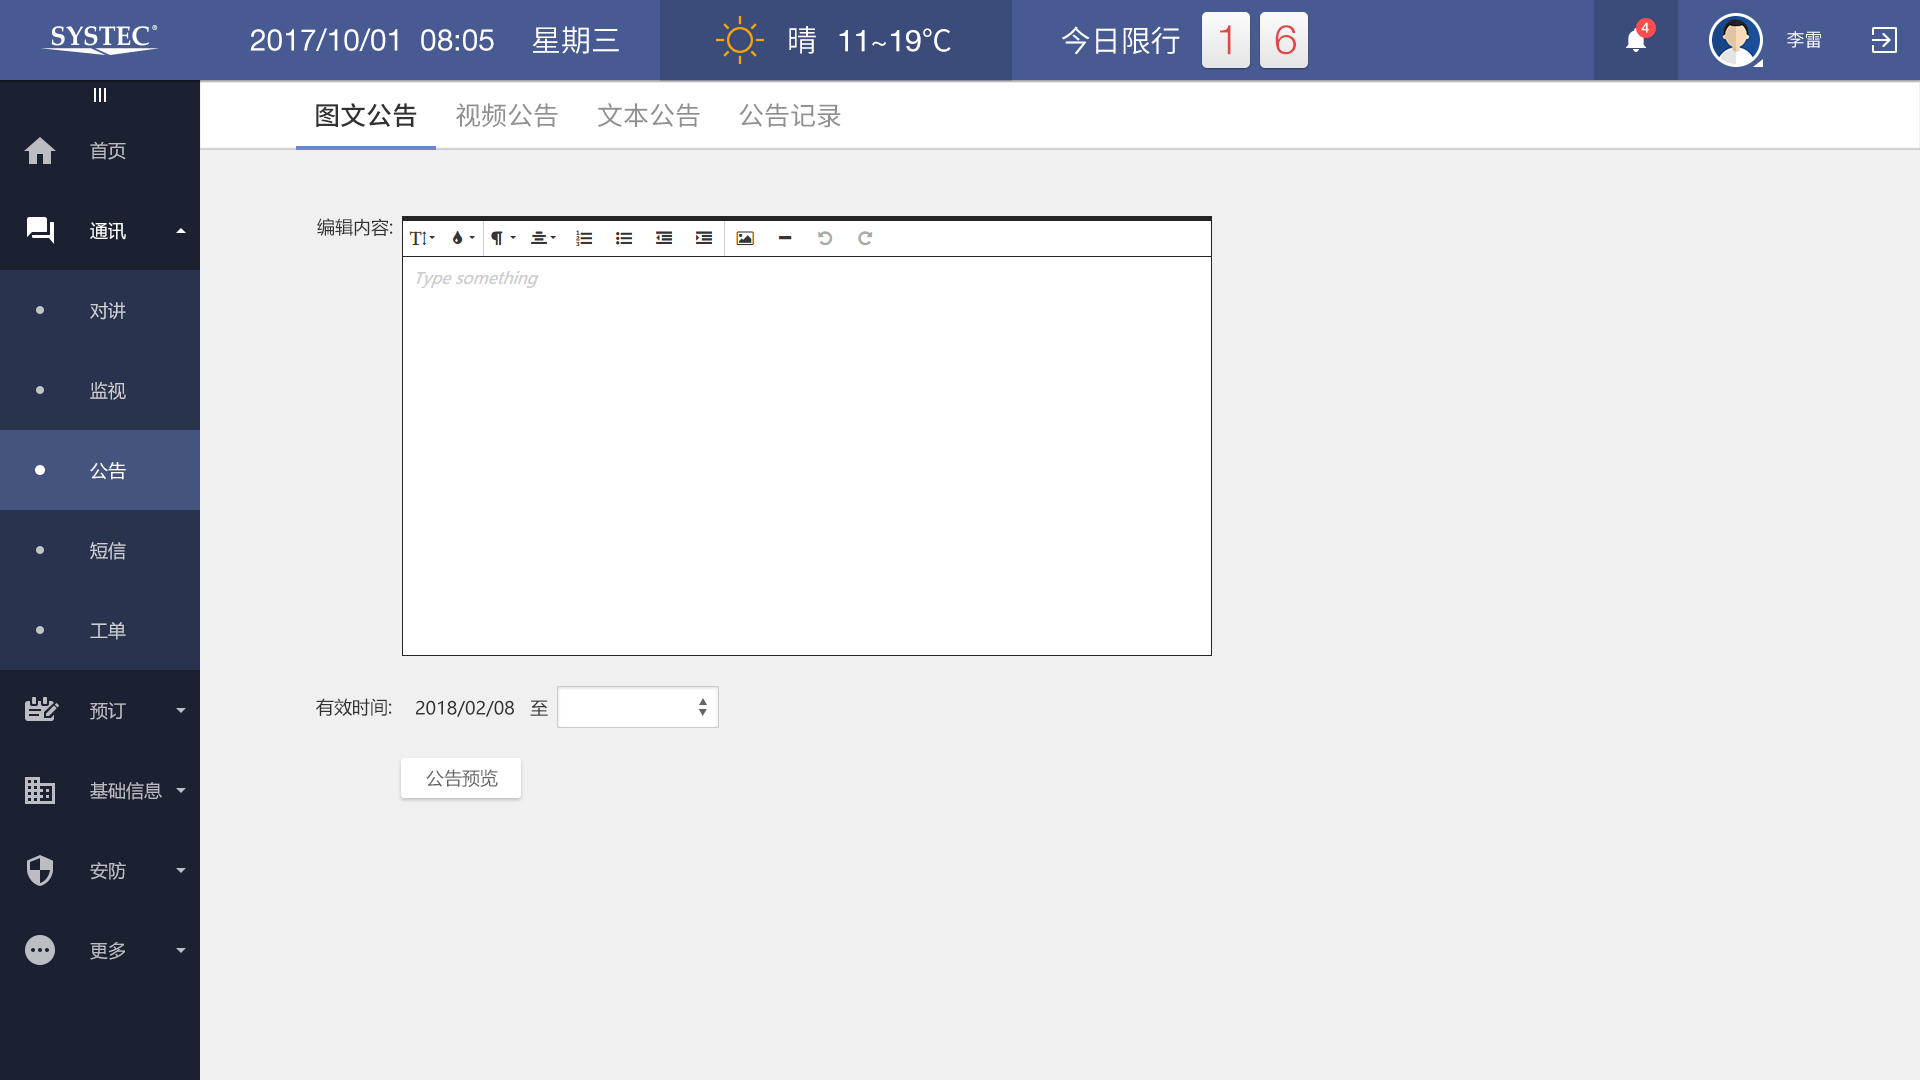 SYSTEC®
2017/10/01 08:05 星期三
晴 11~19℃
今日限行 1 6
4
李雷
首页
通讯
对讲
监视
公告
短信
工单
预订
基础信息
安防
更多
图文公告 视频公告 文本公告 公告记录
编辑内容:
Type something
有效时间: 2018/02/08 至
公告预览